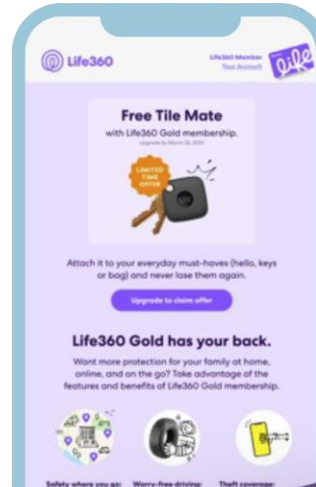 Life360
Life360 Member
Your Account
life
Free Tile Mate
with Life360 Gold membership.
LIMITED
TIME
OFFER
Attach it to your everyday must-haves (hello, keys
or bag) and never lose them again.
Upgrade to claim offer
Life360 Gold has your back.
Want more protection for your family at home,
online, and on the go? Take advantage of the
features and benefits of Life360 Gold membership.
Safety where you go: Worry-free driving: Theft coverage: